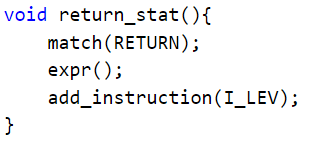 void return_stat(){
    match(RETURN);
    expr();
    add_instruction(I_LEV);
}